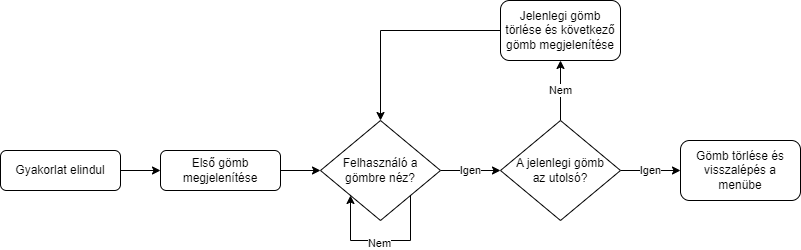 Jelenlegi gömb
törlése és következő
gömb megjelenítése
Nem
Gyakorlat elindul
Első gömb
megjelenítése
Felhasználó a
gömbre néz?
Igen
A jelenlegi gömb
az utolsó?
Igen
Gömb törlése és
visszalépés a
menübe
Nem